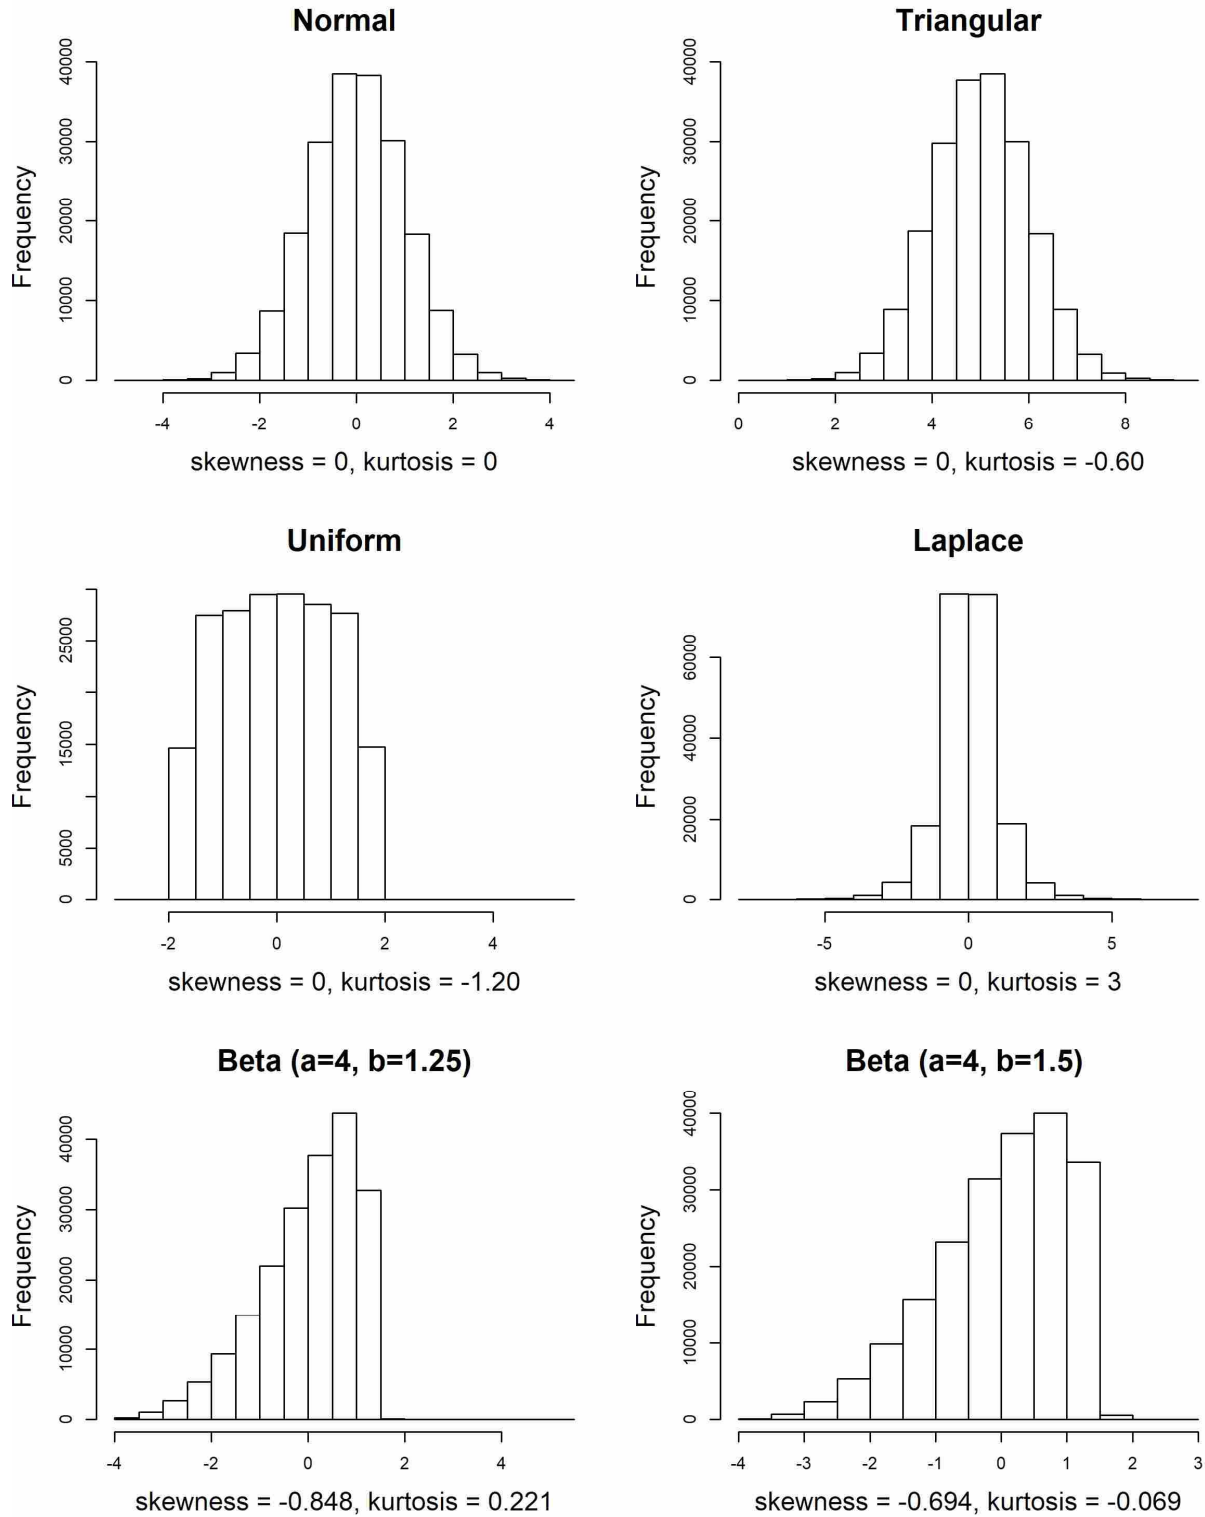 Normal
Frequency
40000
30000
20000
10000
0
-4 -2 0 2 4
skewness = 0, kurtosis = 0
Triangular
Frequency
40000
30000
20000
10000
0
0 2 4 6 8
skewness = 0, kurtosis = -0.60
Uniform
Frequency
25000
15000
5000
0
-2 0 2 4
skewness = 0, kurtosis = -1.20
Laplace
Frequency
60000
40000
20000
0
-5 0 5
skewness = 0, kurtosis = 3
Beta (a=4, b=1.25)
Frequency
40000
30000
20000
10000
0
-4 -2 0 2 4
skewness = -0.848, kurtosis = 0.221
Beta (a=4, b=1.5)
Frequency
40000
30000
20000
10000
0
-4 -3 -2 -1 0 1 2 3
skewness = -0.694, kurtosis = -0.069